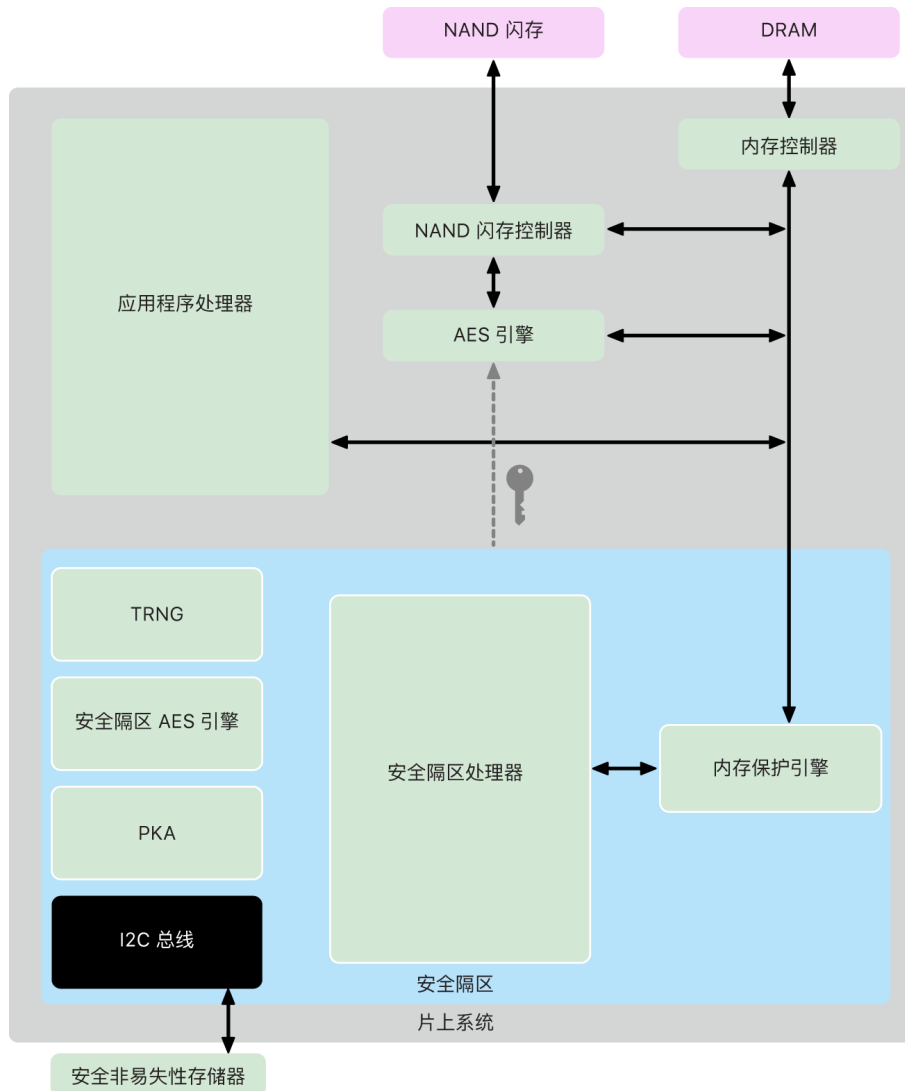 NAND 闪存
DRAM
内存控制器
NAND 闪存控制器
应用程序处理器
AES 引擎
TRNG
安全隔区 AES 引擎
安全隔区处理器
内存保护引擎
PKA
I2C 总线
安全隔区
片上系统
安全非易失性存储器